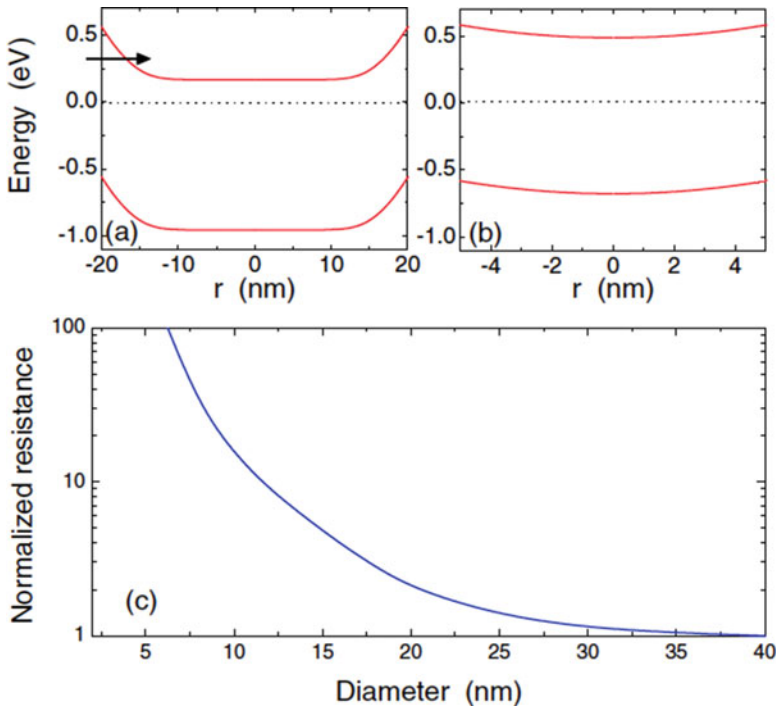 Energy (eV)
0.5
0.0
-0.5
-1.0
(a)
-20 -10 0 10 20
r (nm)
0.5
0.0
-0.5
-1.0
(b)
-4 -2 0 2 4
r (nm)
Normalized resistance
100
10
1
(c)
5 10 15 20 25 30 35 40
Diameter (nm)